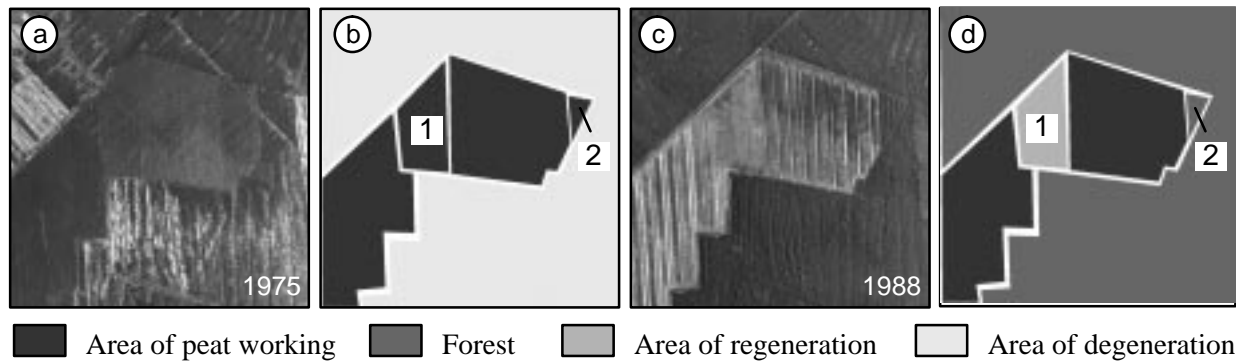 a b c d
1 1
2 2
1975 1988
Area of peat working Forest Area of regeneration Area of degeneration